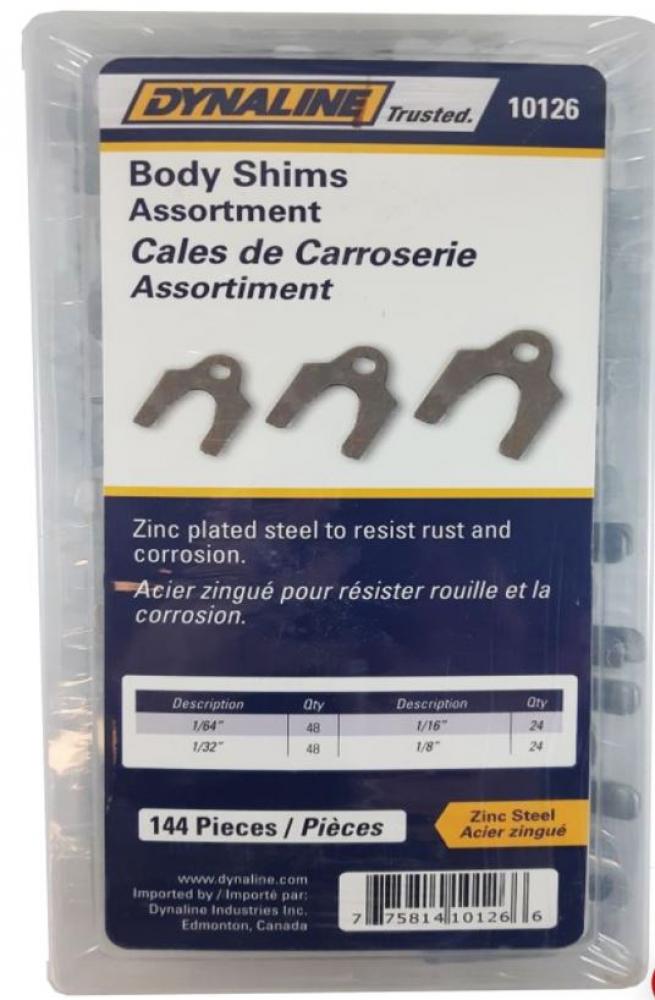 DYNALINE Trusted. 10126
Body Shims
Assortment
Cales de Carroserie
Assortiment
Zinc plated steel to resist rust and
corrosion.
Acier zingué pour résister rouille et la
corrosion.
Description Qty Description Qty
1/64" 48 1/16" 24
1/32" 48 1/8" 24
144 Pieces / Pièces
Zinc Steel
Acier zingué
www.dynaline.com
Imported by / Importé par:
Dynaline Industries Inc.
Edmonton, Canada
7 75814 10126 6